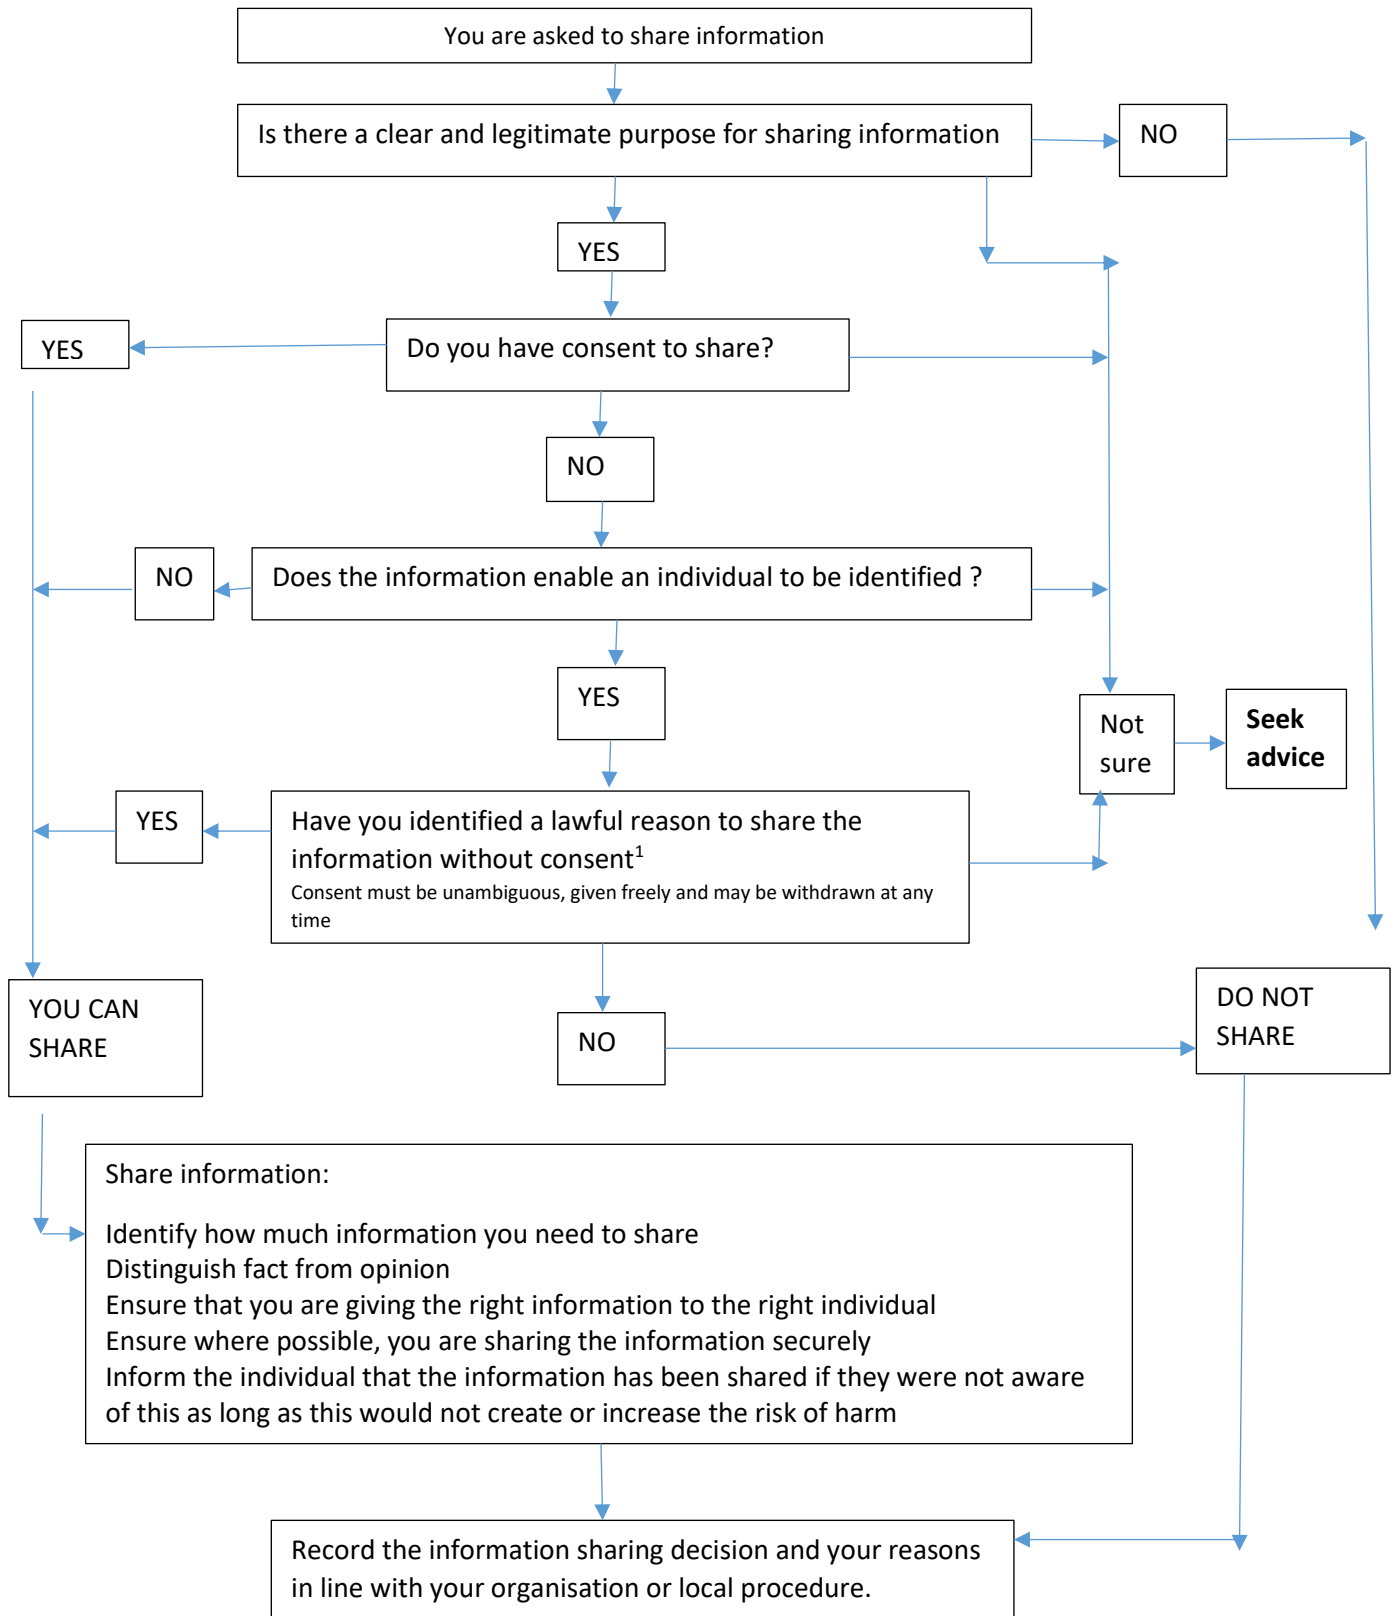 You are asked to share information
Is there a clear and legitimate purpose for sharing information
NO
YES
YES
Do you have consent to share?
NO
NO
Does the information enable an individual to be identified ?
YES
Not
sure
Seek
advice
YES
Have you identified a lawful reason to share the
information without consent1
Consent must be unambiguous, given freely and may be withdrawn at any
time
YOU CAN
SHARE
NO
DO NOT
SHARE
Share information:
Identify how much information you need to share
Distinguish fact from opinion
Ensure that you are giving the right information to the right individual
Ensure where possible, you are sharing the information securely
Inform the individual that the information has been shared if they were not aware
of this as long as this would not create or increase the risk of harm
Record the information sharing decision and your reasons
in line with your organisation or local procedure.